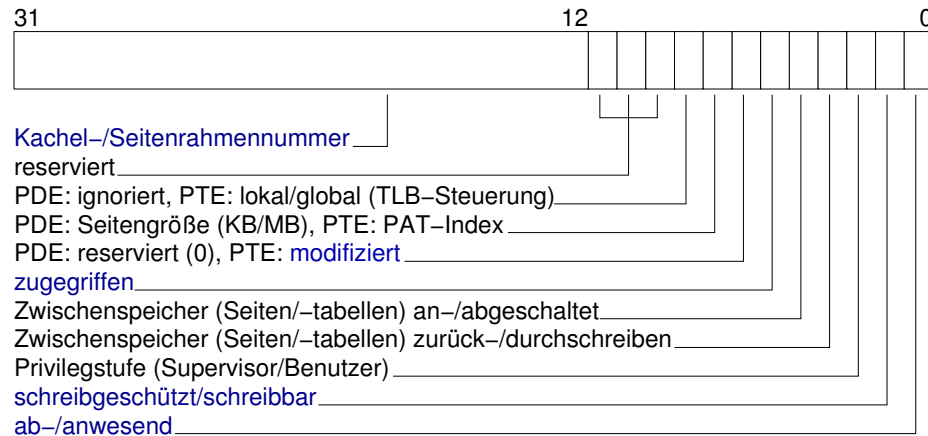 31 12 0
Kachel–/Seitenrahmennummer
reserviert
PDE: ignoriert, PTE: lokal/global (TLB–Steuerung)
PDE: Seitengröße (KB/MB), PTE: PAT–Index
PDE: reserviert (0), PTE: modifiziert
zugegriffen
Zwischenspeicher (Seiten/–tabellen) an–/abgeschaltet
Zwischenspeicher (Seiten/–tabellen) zurück–/durchschreiben
Privilegstufe (Supervisor/Benutzer)
schreibgeschützt/schreibbar
ab–/anwesend